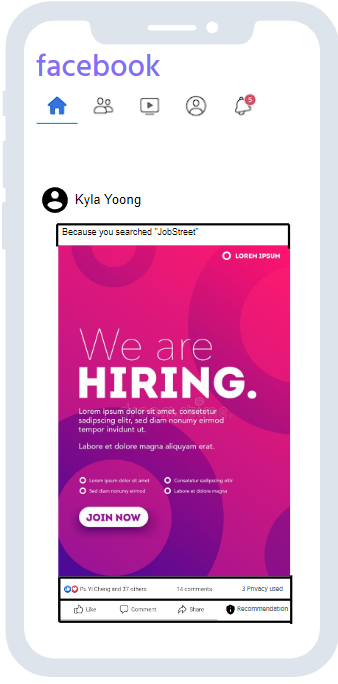 facebook
5
Kyla Yoong
Because you searched "JobStreet"
LOREM IPSUM
We are
HIRING.
Lorem ipsum dolor sit amet, consetetur
sadipscing elitr, sed diam nonumy eirmod
tempor invidunt ut.
Labore et dolore magna aliquyam erat.
Lorem ipsum dolor sit amet
Consetetur sadipscing elitr
Sed diam nonumy eirmod
Labore et dolore magna
JOIN NOW
Pu Yi Cheng and 37 others
14 comments
3 Privacy used
Like
Comment
Share
Recommendation